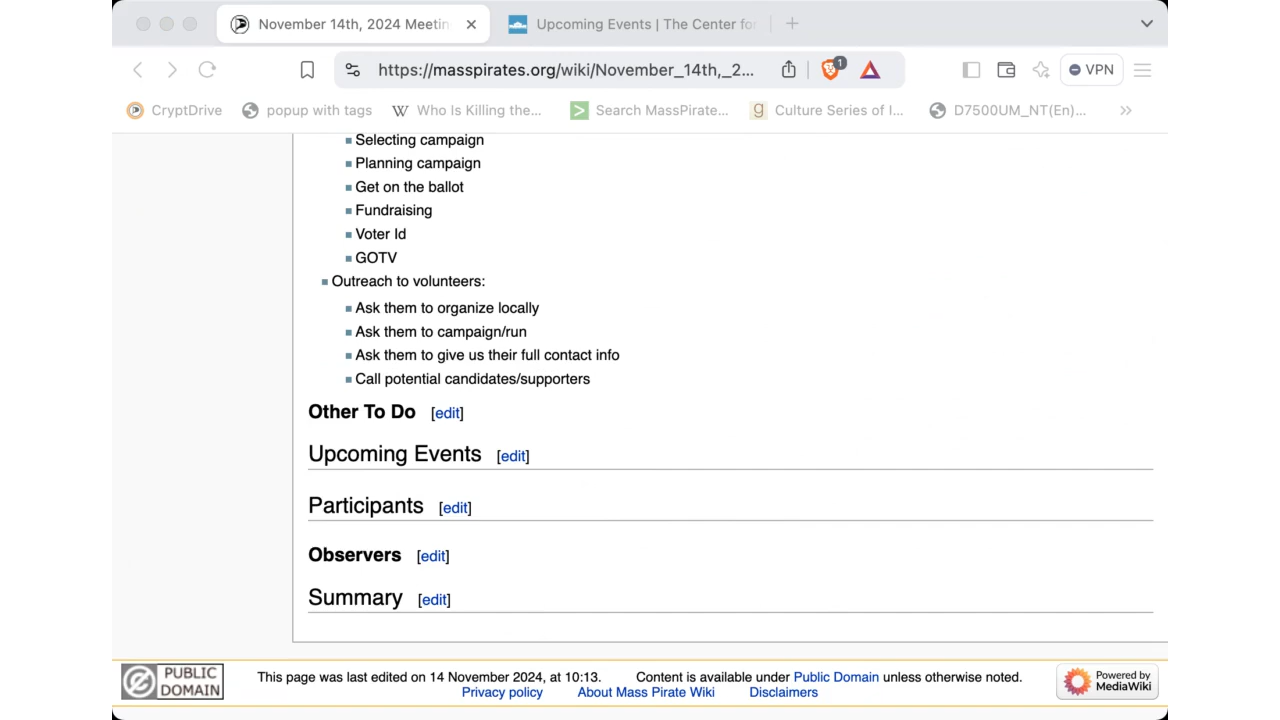 November 14th, 2024 Meetin
Upcoming Events | The Center for
https://masspirates.org/wiki/November_14th,_2...
1
VPN
CryptDrive
popup with tags
W Who Is Killing the...
Search MassPirate...
g Culture Series of I...
D7500UM_NT(En)...
Selecting campaign
Planning campaign
Get on the ballot
Fundraising
Voter Id
GOTV
Outreach to volunteers:
Ask them to organize locally
Ask them to campaign/run
Ask them to give us their full contact info
Call potential candidates/supporters
Other To Do [edit]
Upcoming Events [edit]
Participants [edit]
Observers [edit]
Summary [edit]
PUBLIC DOMAIN
This page was last edited on 14 November 2024, at 10:13. Content is available under Public Domain unless otherwise noted.
Privacy policy About Mass Pirate Wiki Disclaimers
Powered by
MediaWiki